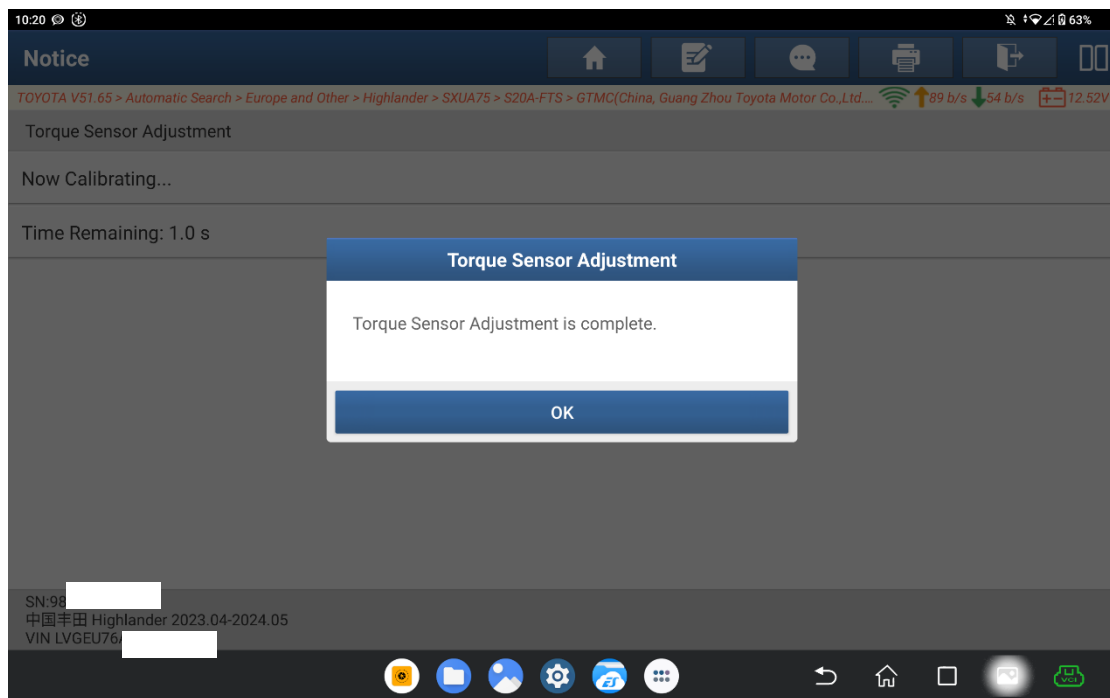 10:20
63%
Notice
TOYOTA V51.65 > Automatic Search > Europe and Other > Highlander > SXUA75 > S20A-FTS > GTMC(China, Guang Zhou Toyota Motor Co.,Ltd.... 89 b/s 54 b/s 12.52V
Torque Sensor Adjustment
Now Calibrating...
Time Remaining: 1.0 s
Torque Sensor Adjustment
Torque Sensor Adjustment is complete.
OK
SN:98
中国丰田 Highlander 2023.04-2024.05
VIN LVGEU76
VCI